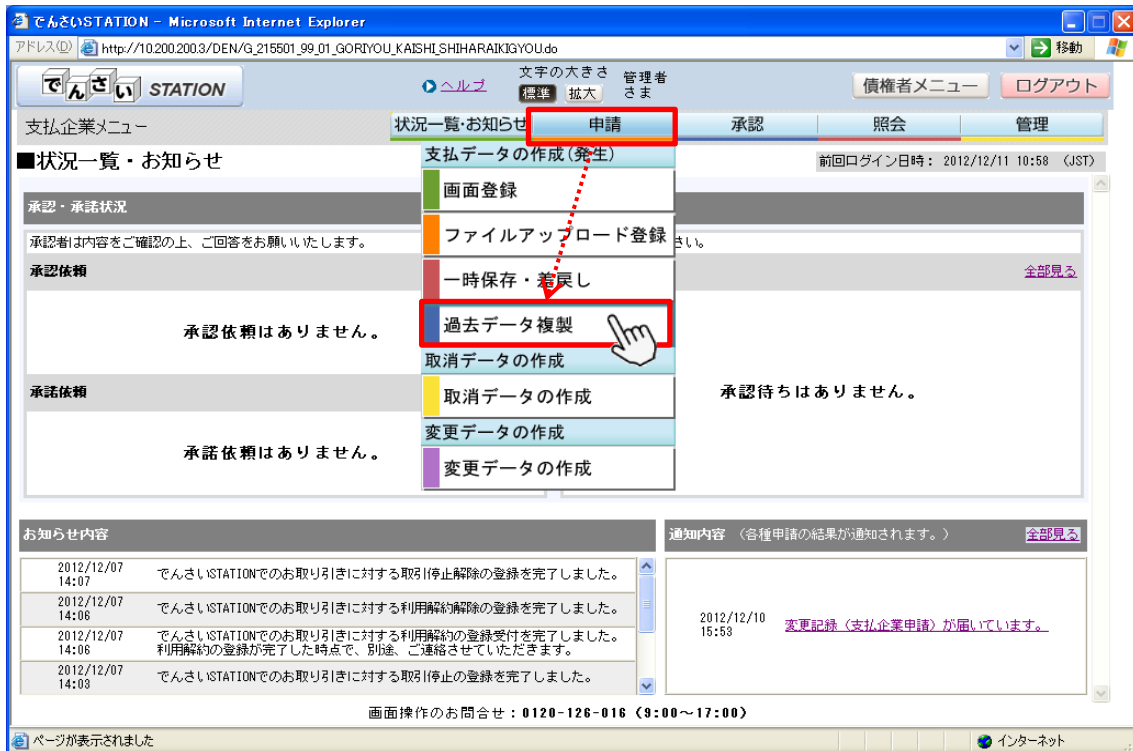 でんさいSTATION - Microsoft Internet Explorer
アドレス(D) http://10.200.200.3/DEN/G_215501_99_01_GORIYOU_KAISHI_SHIHARAIKIGYOU.do 移動
でんさい STATION
ヘルプ
文字の大きさ
標準 拡大
管理者
さま
債権者メニュー
ログアウト
支払企業メニュー
状況一覧・お知らせ 申請 承認 照会 管理
■状況一覧・お知らせ
前回ログイン日時： 2012/12/11 10:58 (JST)
支払データの作成(発生)
画面登録
ファイルアップロード登録
一時保存・差戻し
過去データ複製
取消データの作成
取消データの作成
変更データの作成
変更データの作成
承認・承諾状況
承認者は内容をご確認の上、ご回答をお願いいたします。
さい。
承認依頼
全部見る
承認依頼はありません。
承諾依頼
承認待ちはありません。
承諾依頼はありません。
お知らせ内容
2012/12/07
14:07
でんさいSTATIONでのお取り引きに対する取引停止解除の登録を完了しました。
2012/12/07
14:06
でんさいSTATIONでのお取り引きに対する利用解約解除の登録を完了しました。
2012/12/07
14:06
でんさいSTATIONでのお取り引きに対する利用解約の登録受付を完了しました。
利用解約の登録が完了した時点で、別途、ご連絡させていただきます。
2012/12/07
14:03
でんさいSTATIONでのお取り引きに対する取引停止の登録を完了しました。
通知内容 （各種申請の結果が通知されます。）
全部見る
2012/12/10
15:53
変更記録（支払企業申請）が届いています。
画面操作のお問合せ：0120-126-016（9:00～17:00）
ページが表示されました
インターネット